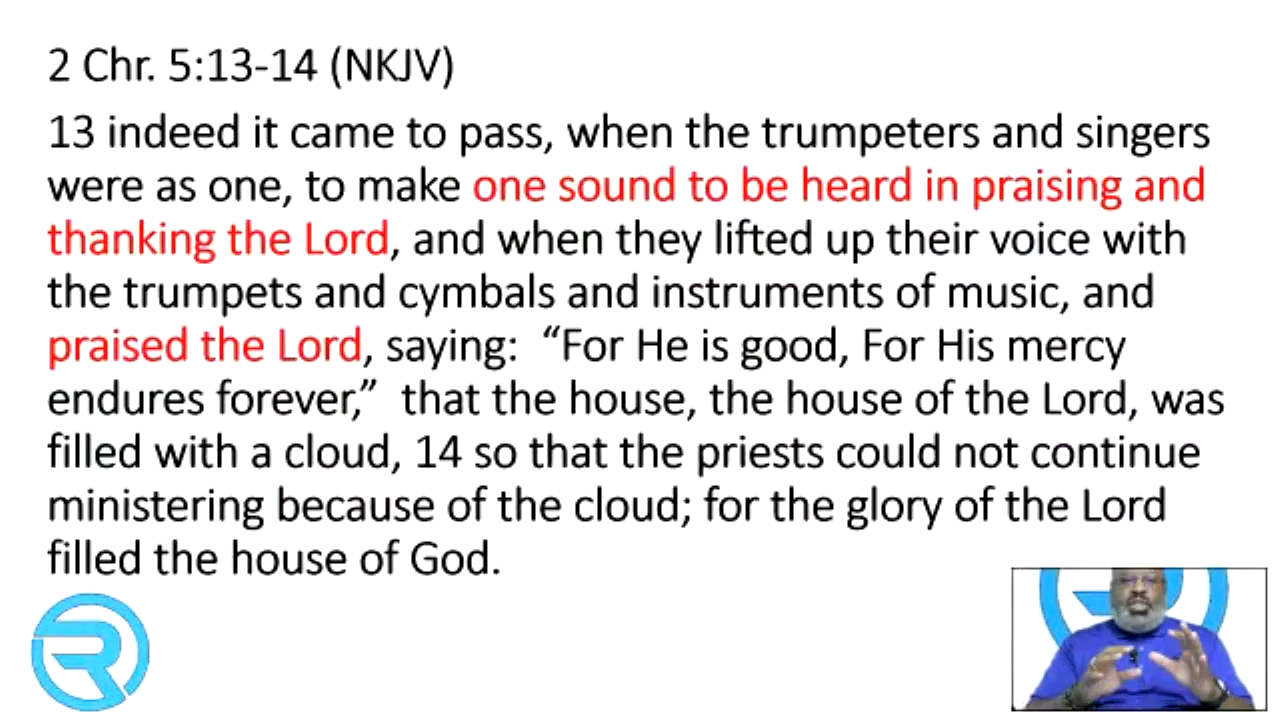 2 Chr. 5:13-14 (NKJV)
13 indeed it came to pass, when the trumpeters and singers
were as one, to make one sound to be heard in praising and
thanking the Lord, and when they lifted up their voice with
the trumpets and cymbals and instruments of music, and
praised the Lord, saying:  “For He is good, For His mercy
endures forever,”  that the house, the house of the Lord, was
filled with a cloud, 14 so that the priests could not continue
ministering because of the cloud; for the glory of the Lord
filled the house of God.
R